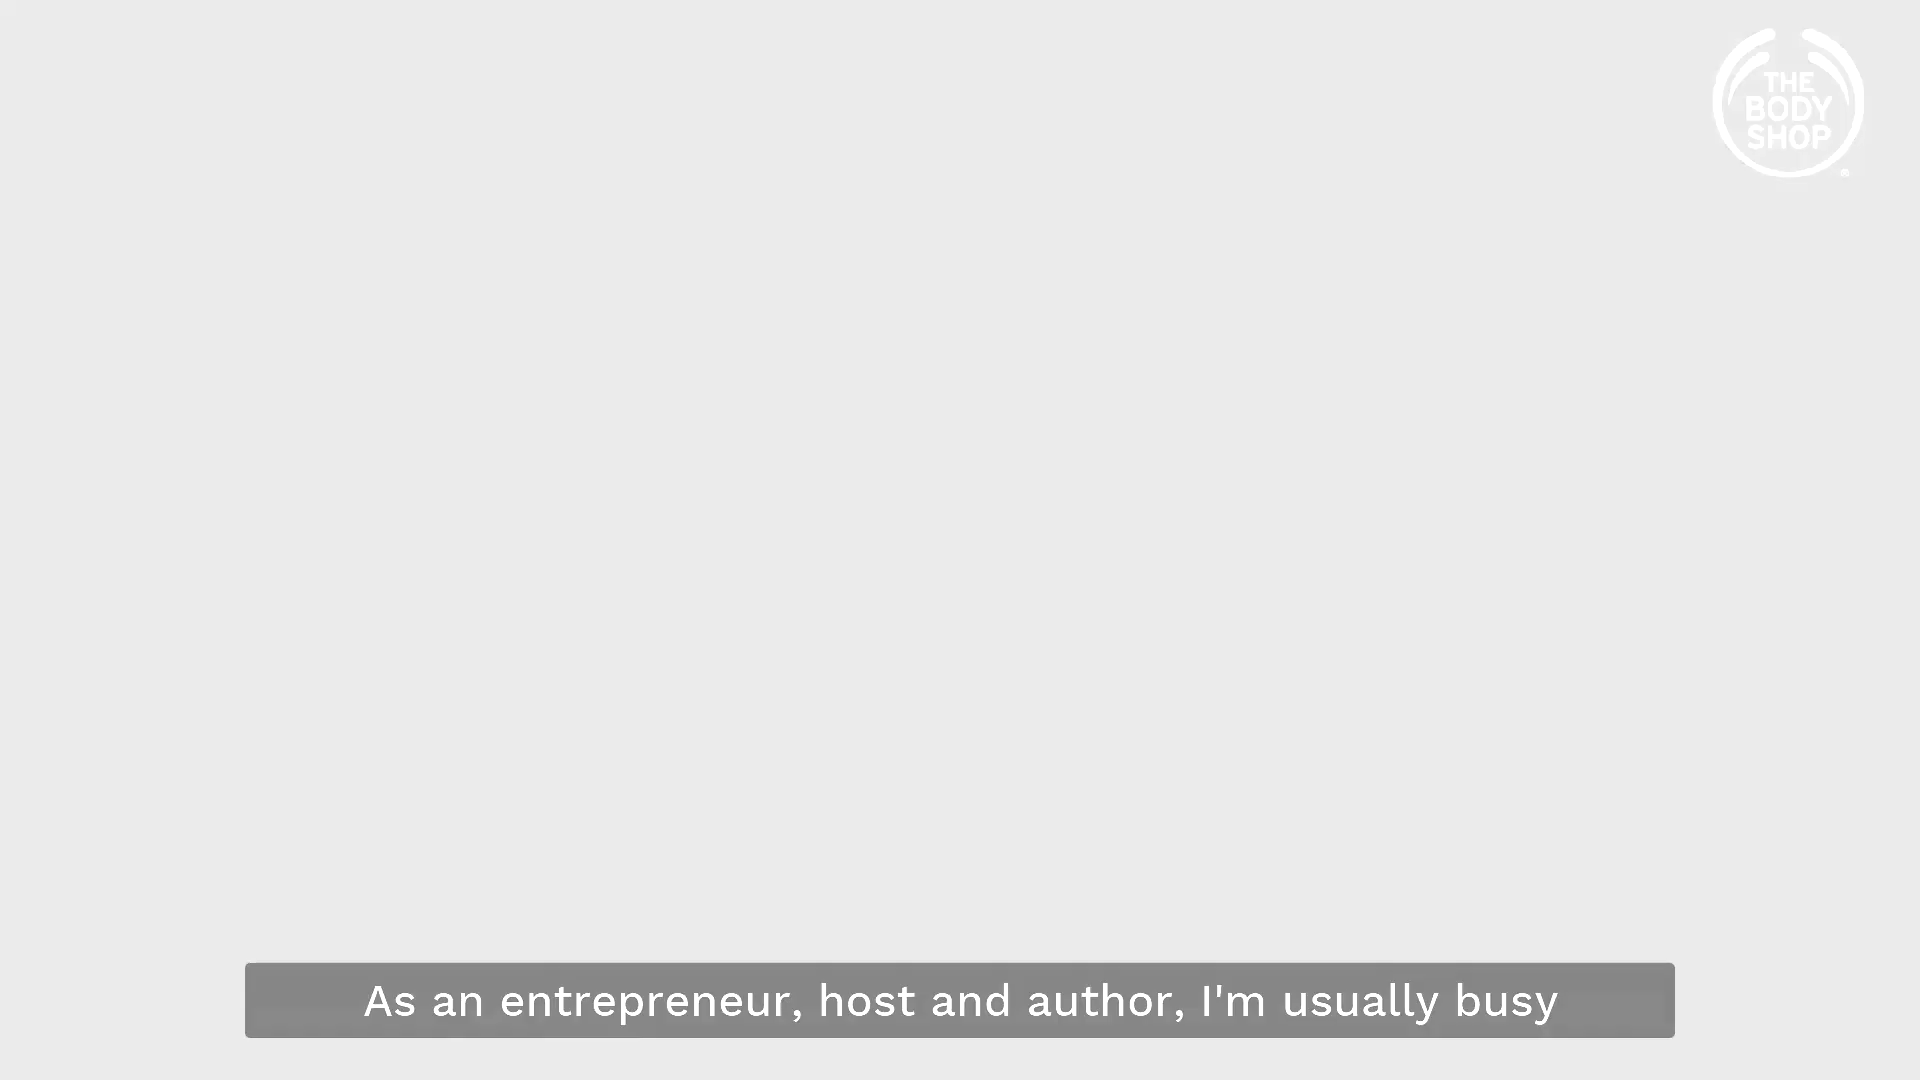 THE
BODY
SHOP
®
As an entrepreneur, host and author, I'm usually busy